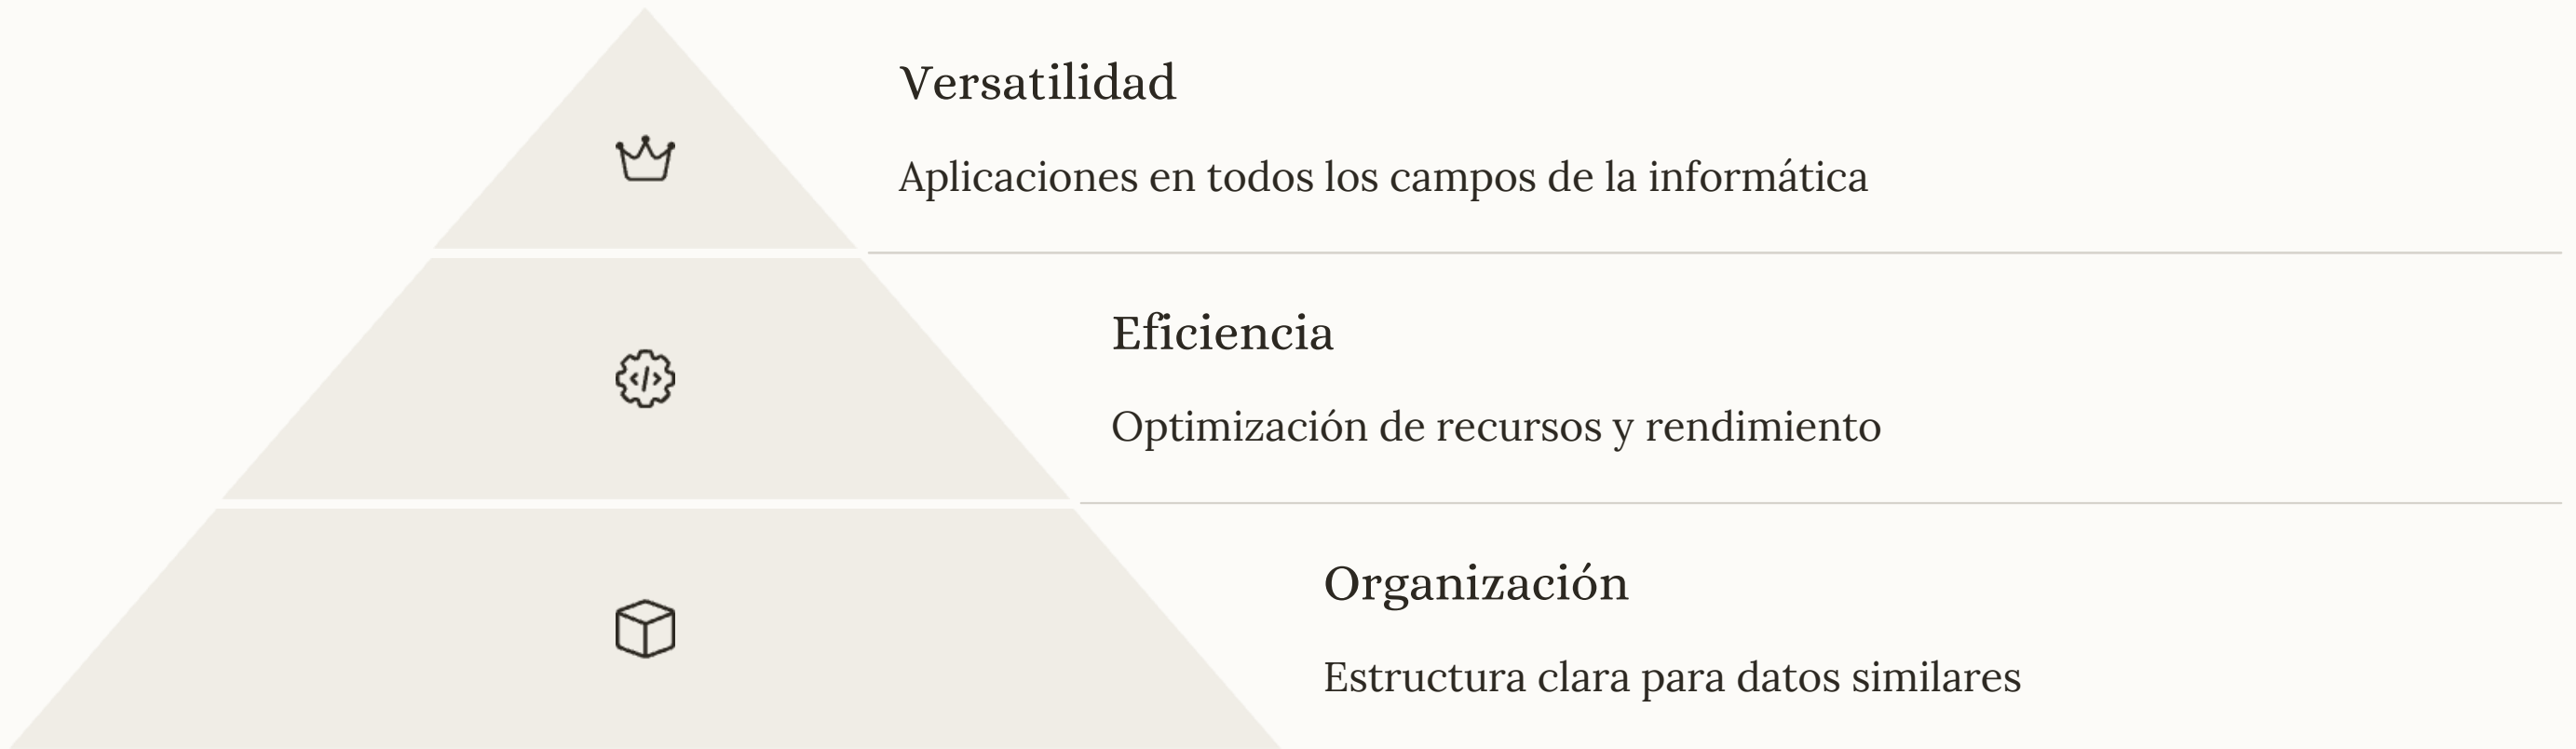 Versatilidad
Aplicaciones en todos los campos de la informática
Eficiencia
Optimización de recursos y rendimiento
Organización
Estructura clara para datos similares